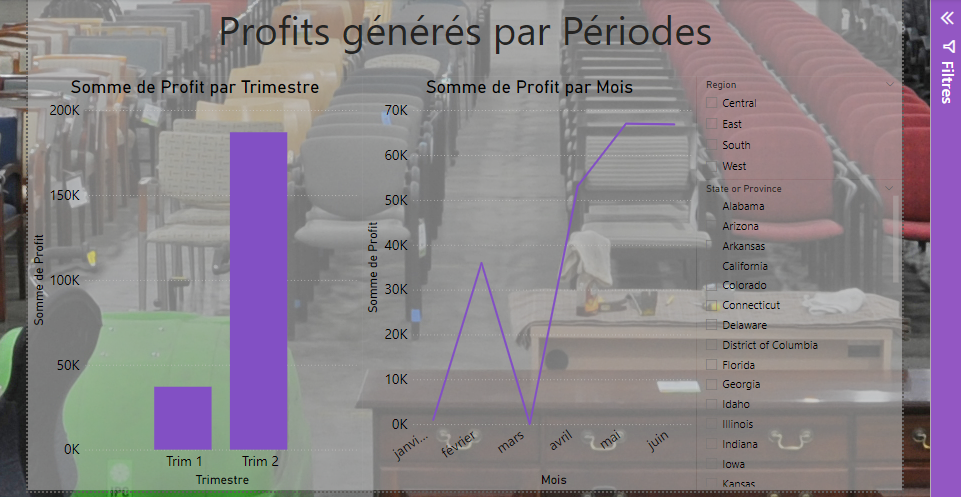 Profits générés par Périodes
Somme de Profit par Trimestre
200K
150K
100K
50K
0K
Somme de Profit
Trim 1
Trim 2
Trimestre
Somme de Profit par Mois
70K
60K
50K
40K
30K
20K
10K
0K
Somme de Profit
janvi...
février
mars
avril
mai
juin
Mois
Region
Central
East
South
West
State or Province
Alabama
Arizona
Arkansas
California
Colorado
Connecticut
Delaware
District of Columbia
Florida
Georgia
Idaho
Illinois
Indiana
Iowa
Kansas
Filtres
IPG